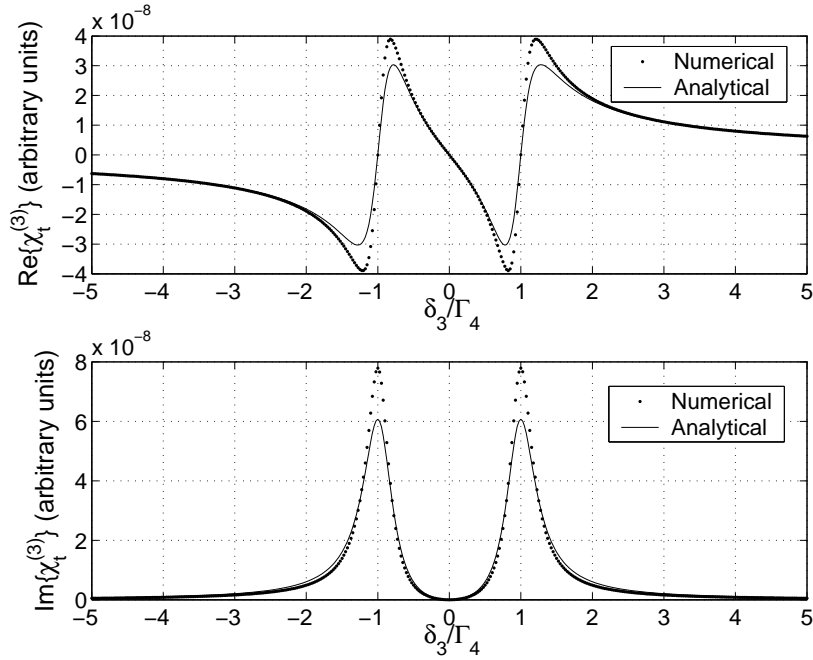 x 10⁻⁸
Re{χₜ⁽³⁾} (arbitrary units)
4
3
2
1
0
−1
−2
−3
−4
Numerical
Analytical
−5 −4 −3 −2 −1 0 1 2 3 4 5
δ₃/Γ₄
x 10⁻⁸
Im{χₜ⁽³⁾} (arbitrary units)
8
6
4
2
0
Numerical
Analytical
−5 −4 −3 −2 −1 0 1 2 3 4 5
δ₃/Γ₄